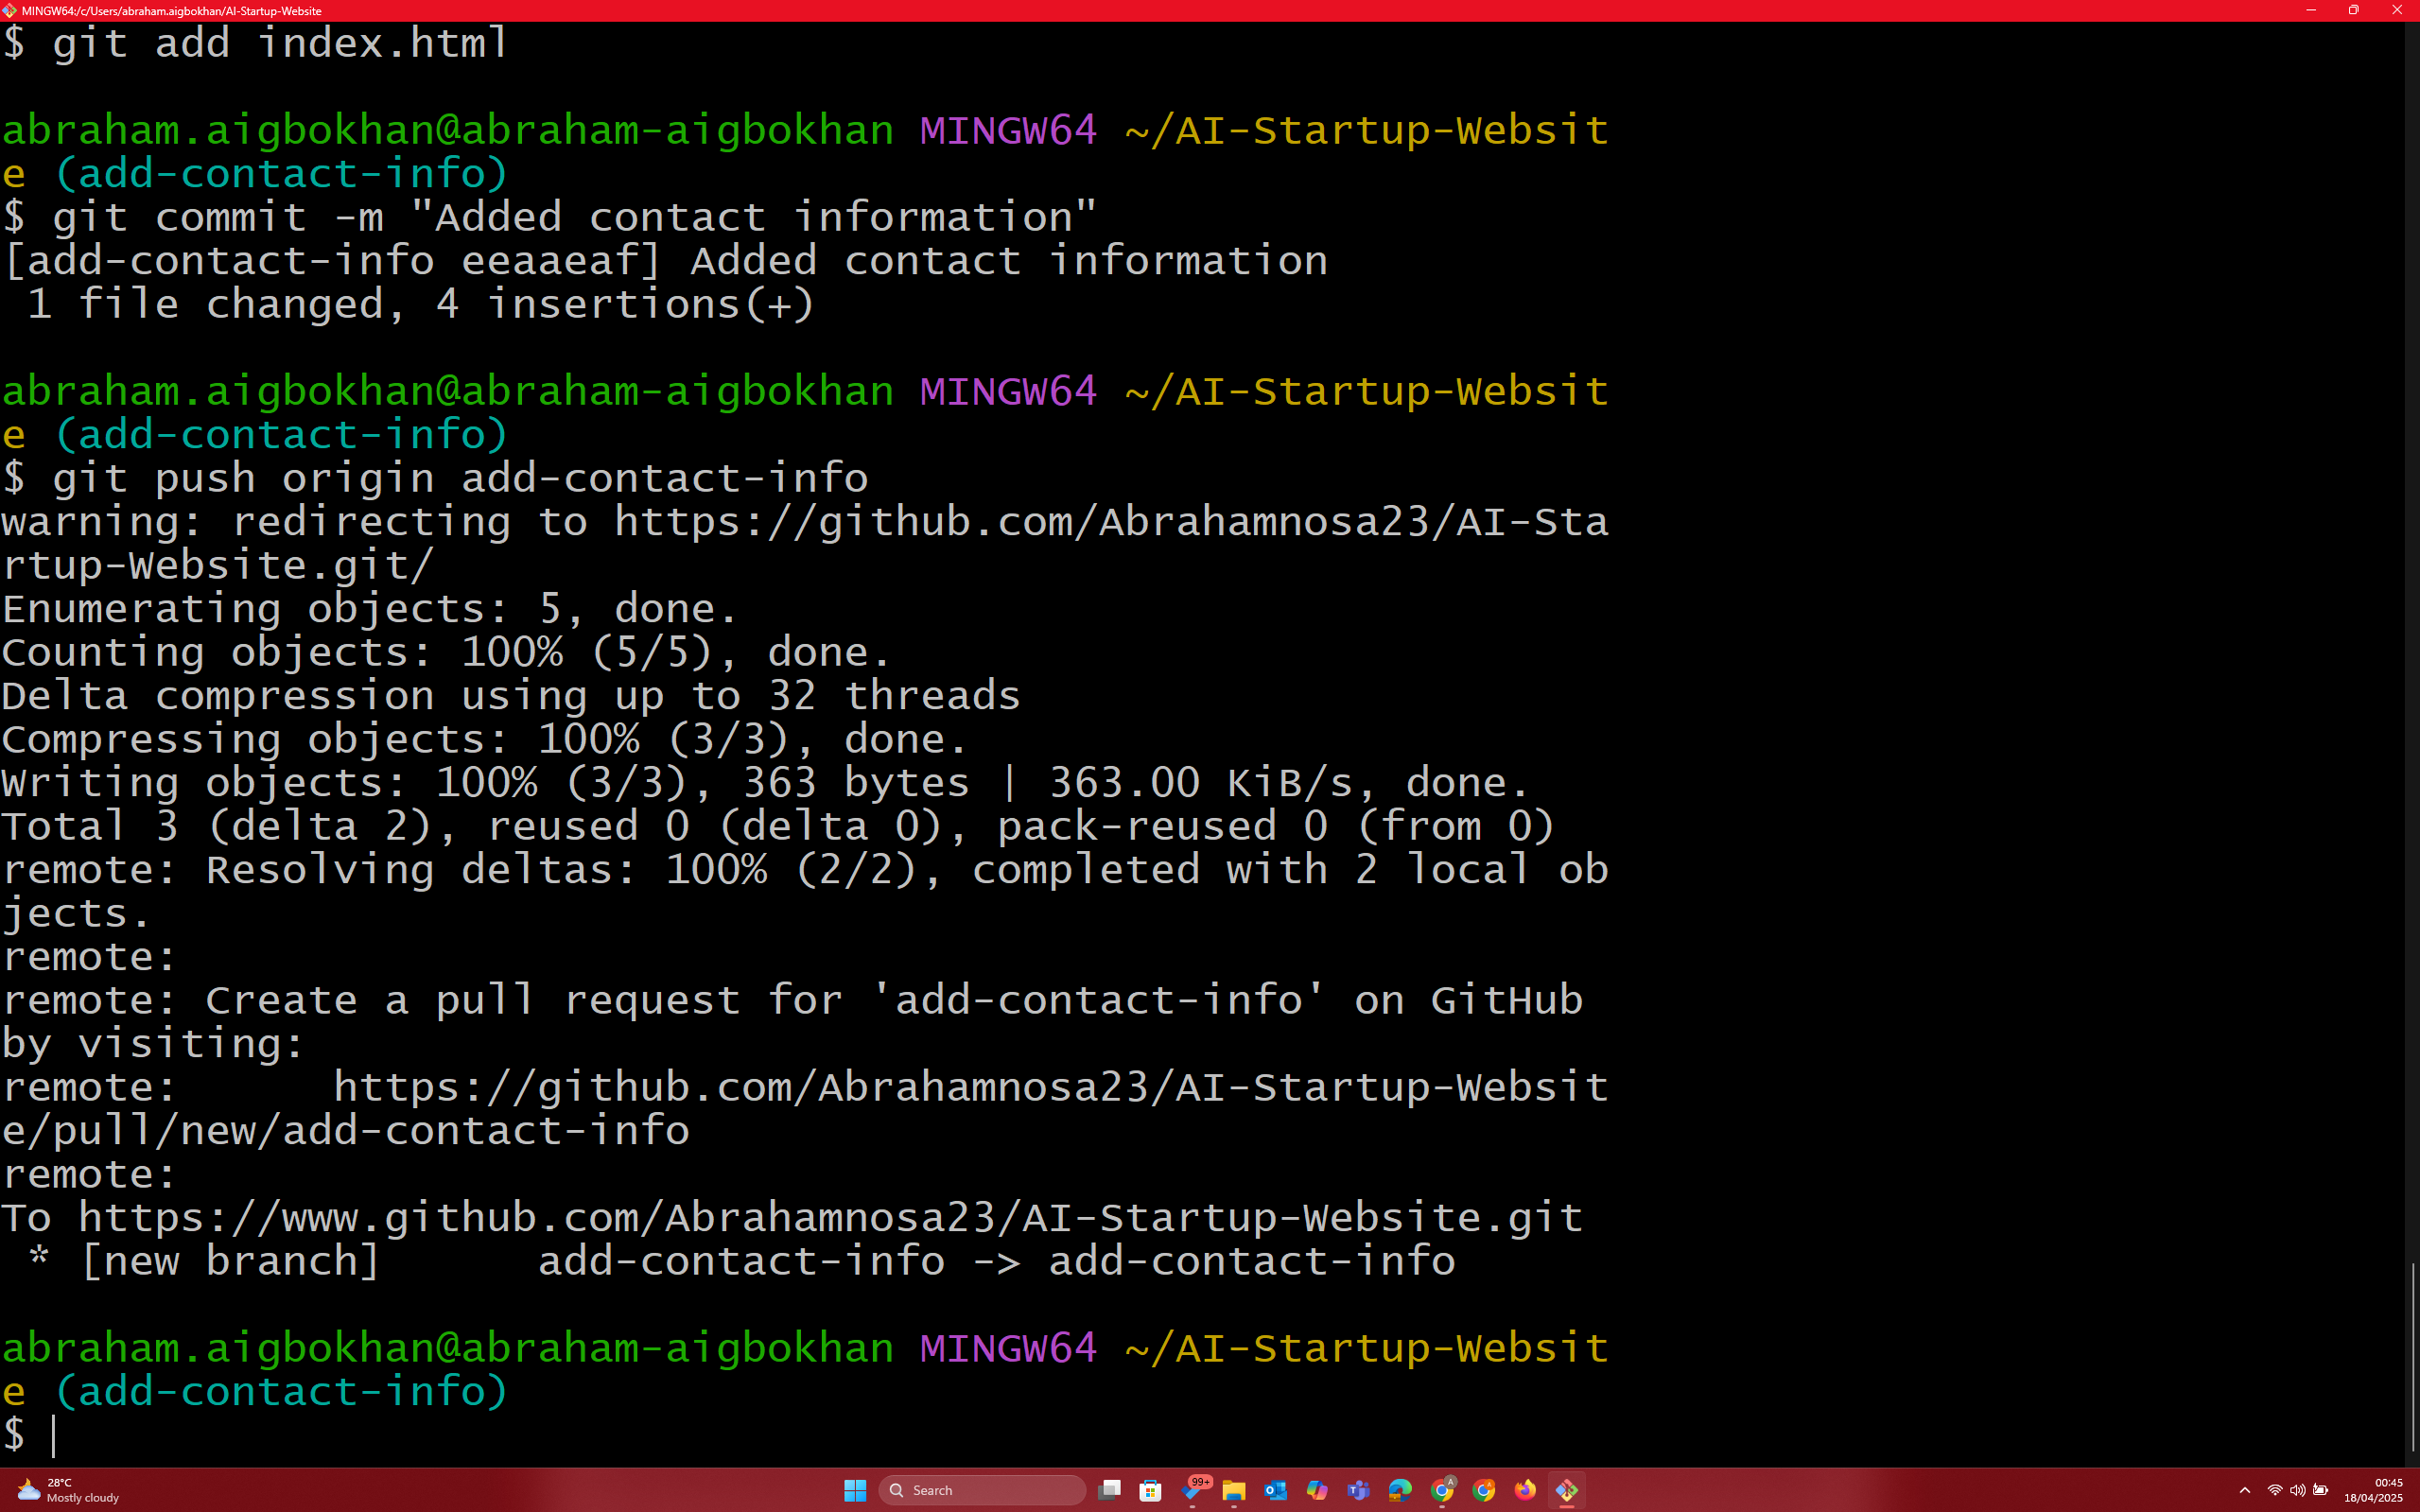 MINGW64:/c/Users/abraham.aigbokhan/AI-Startup-Website
$ git add index.html
abraham.aigbokhan@abraham-aigbokhan MINGW64 ~/AI-Startup-Websit
e (add-contact-info)
$ git commit -m "Added contact information"
[add-contact-info eeaaeaf] Added contact information
 1 file changed, 4 insertions(+)
abraham.aigbokhan@abraham-aigbokhan MINGW64 ~/AI-Startup-Websit
e (add-contact-info)
$ git push origin add-contact-info
warning: redirecting to https://github.com/Abrahamnosa23/AI-Sta
rtup-Website.git/
Enumerating objects: 5, done.
Counting objects: 100% (5/5), done.
Delta compression using up to 32 threads
Compressing objects: 100% (3/3), done.
Writing objects: 100% (3/3), 363 bytes | 363.00 KiB/s, done.
Total 3 (delta 2), reused 0 (delta 0), pack-reused 0 (from 0)
remote: Resolving deltas: 100% (2/2), completed with 2 local ob
jects.
remote:
remote: Create a pull request for 'add-contact-info' on GitHub
by visiting:
remote:      https://github.com/Abrahamnosa23/AI-Startup-Websit
e/pull/new/add-contact-info
remote:
To https://www.github.com/Abrahamnosa23/AI-Startup-Website.git
 * [new branch]      add-contact-info -> add-contact-info
abraham.aigbokhan@abraham-aigbokhan MINGW64 ~/AI-Startup-Websit
e (add-contact-info)
$
28°C
Mostly cloudy
Search
99+
00:45
18/04/2025